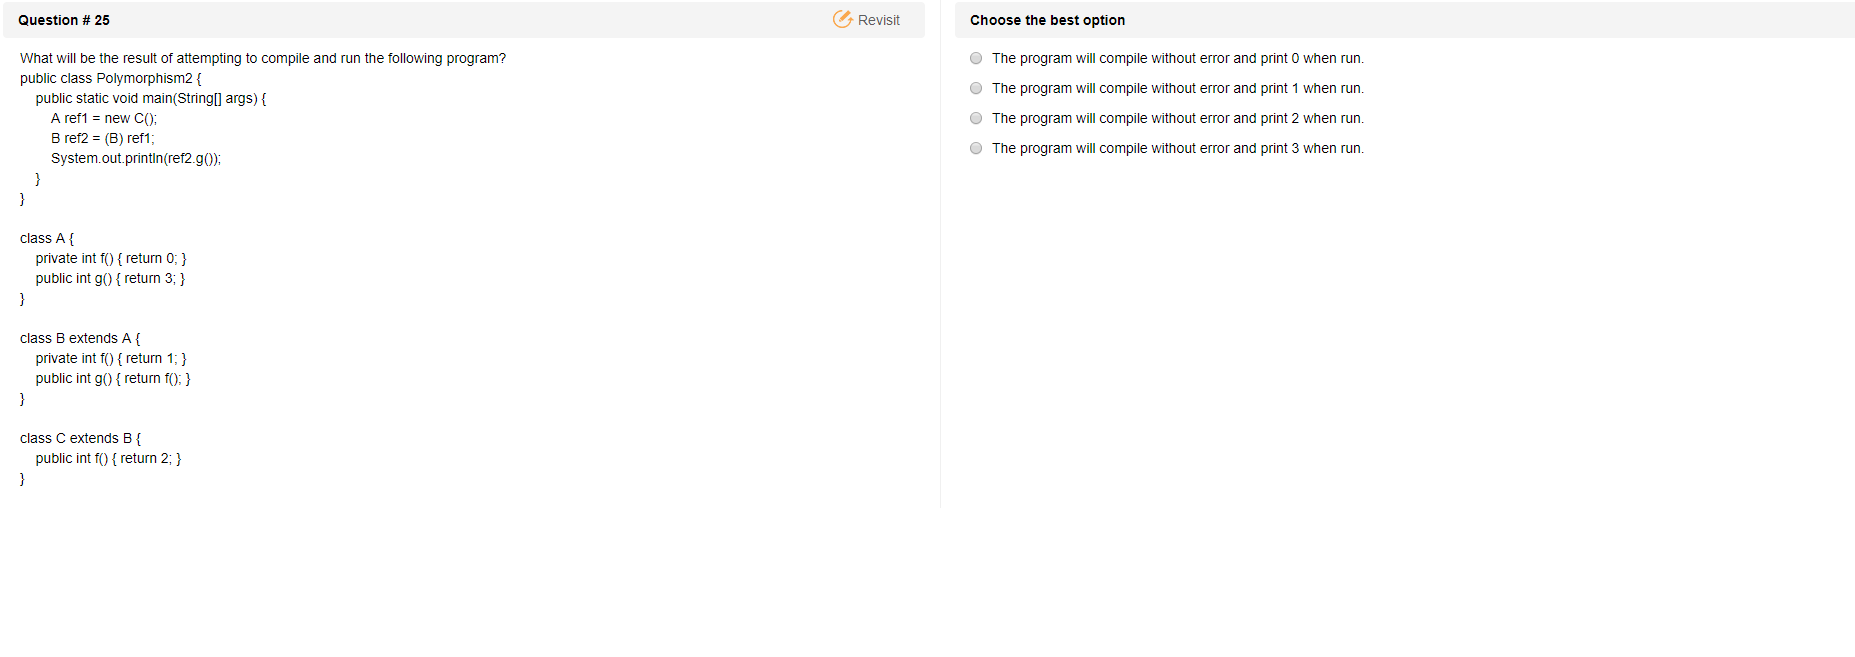 Question # 25
Revisit
What will be the result of attempting to compile and run the following program?
public class Polymorphism2 {
public static void main(String[] args) {
A ref1 = new C();
B ref2 = (B) ref1;
System.out.println(ref2.g());
}
}
class A {
private int f() { return 0; }
public int g() { return 3; }
}
class B extends A {
private int f() { return 1; }
public int g() { return f(); }
}
class C extends B {
public int f() { return 2; }
}
Choose the best option
The program will compile without error and print 0 when run.
The program will compile without error and print 1 when run.
The program will compile without error and print 2 when run.
The program will compile without error and print 3 when run.